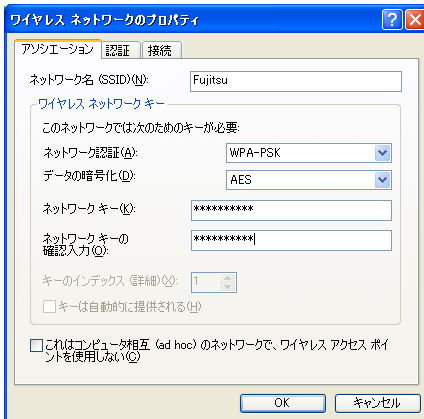 ワイヤレス ネットワークのプロパティ
アソシエーション 認証 接続
ネットワーク名 (SSID)(N): Fujitsu
ワイヤレス ネットワーク キー
このネットワークでは次のためのキーが必要:
ネットワーク認証(A): WPA-PSK
データの暗号化(D): AES
ネットワーク キー(K): **********
ネットワーク キーの
確認入力(O): **********
キーのインデックス (詳細)(X): 1
キーは自動的に提供される(H)
これはコンピュータ相互 (ad hoc) のネットワークで、ワイヤレス アクセス ポイ
ントを使用しない(C)
OK キャンセル